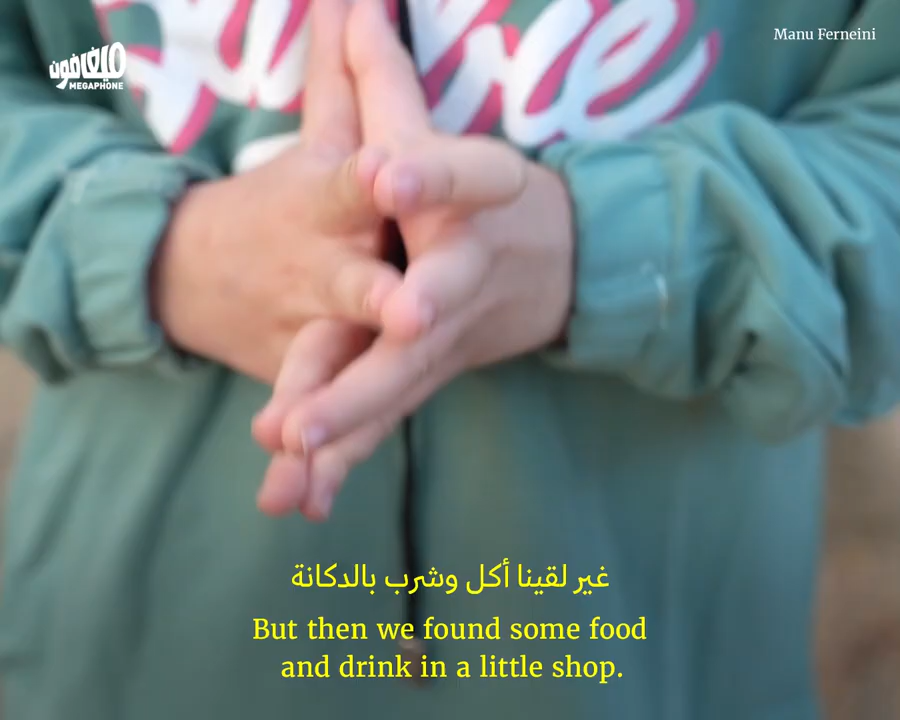 Manu Ferneini
ميغافون
MEGAPHONE
غير لقينا أكل وشرب بالدكانة
But then we found some food
and drink in a little shop.